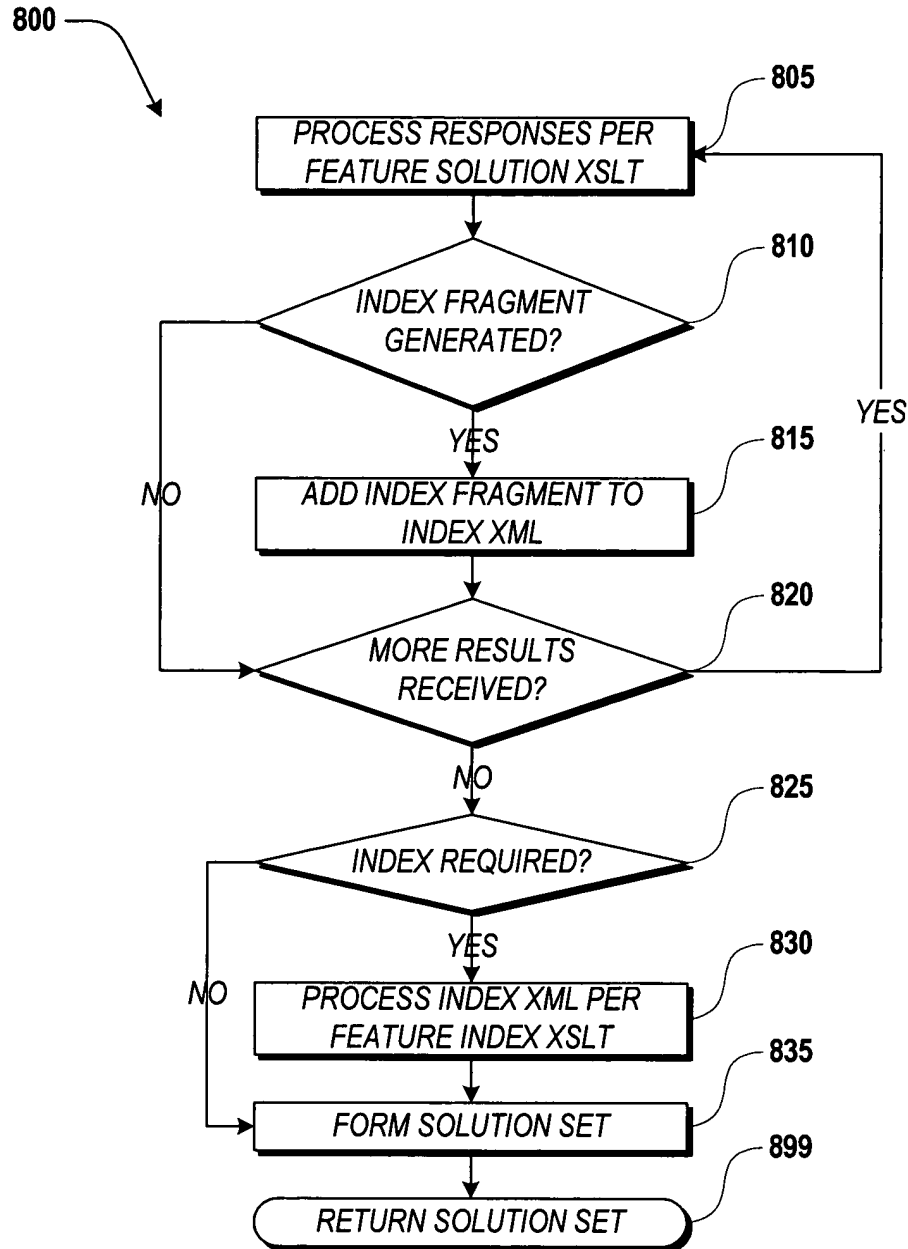 800
805
PROCESS RESPONSES PER
FEATURE SOLUTION XSLT
810
INDEX FRAGMENT
GENERATED?
YES
YES
815
NO
ADD INDEX FRAGMENT TO
INDEX XML
820
MORE RESULTS
RECEIVED?
NO
825
INDEX REQUIRED?
YES
830
NO
PROCESS INDEX XML PER
FEATURE INDEX XSLT
835
FORM SOLUTION SET
899
RETURN SOLUTION SET